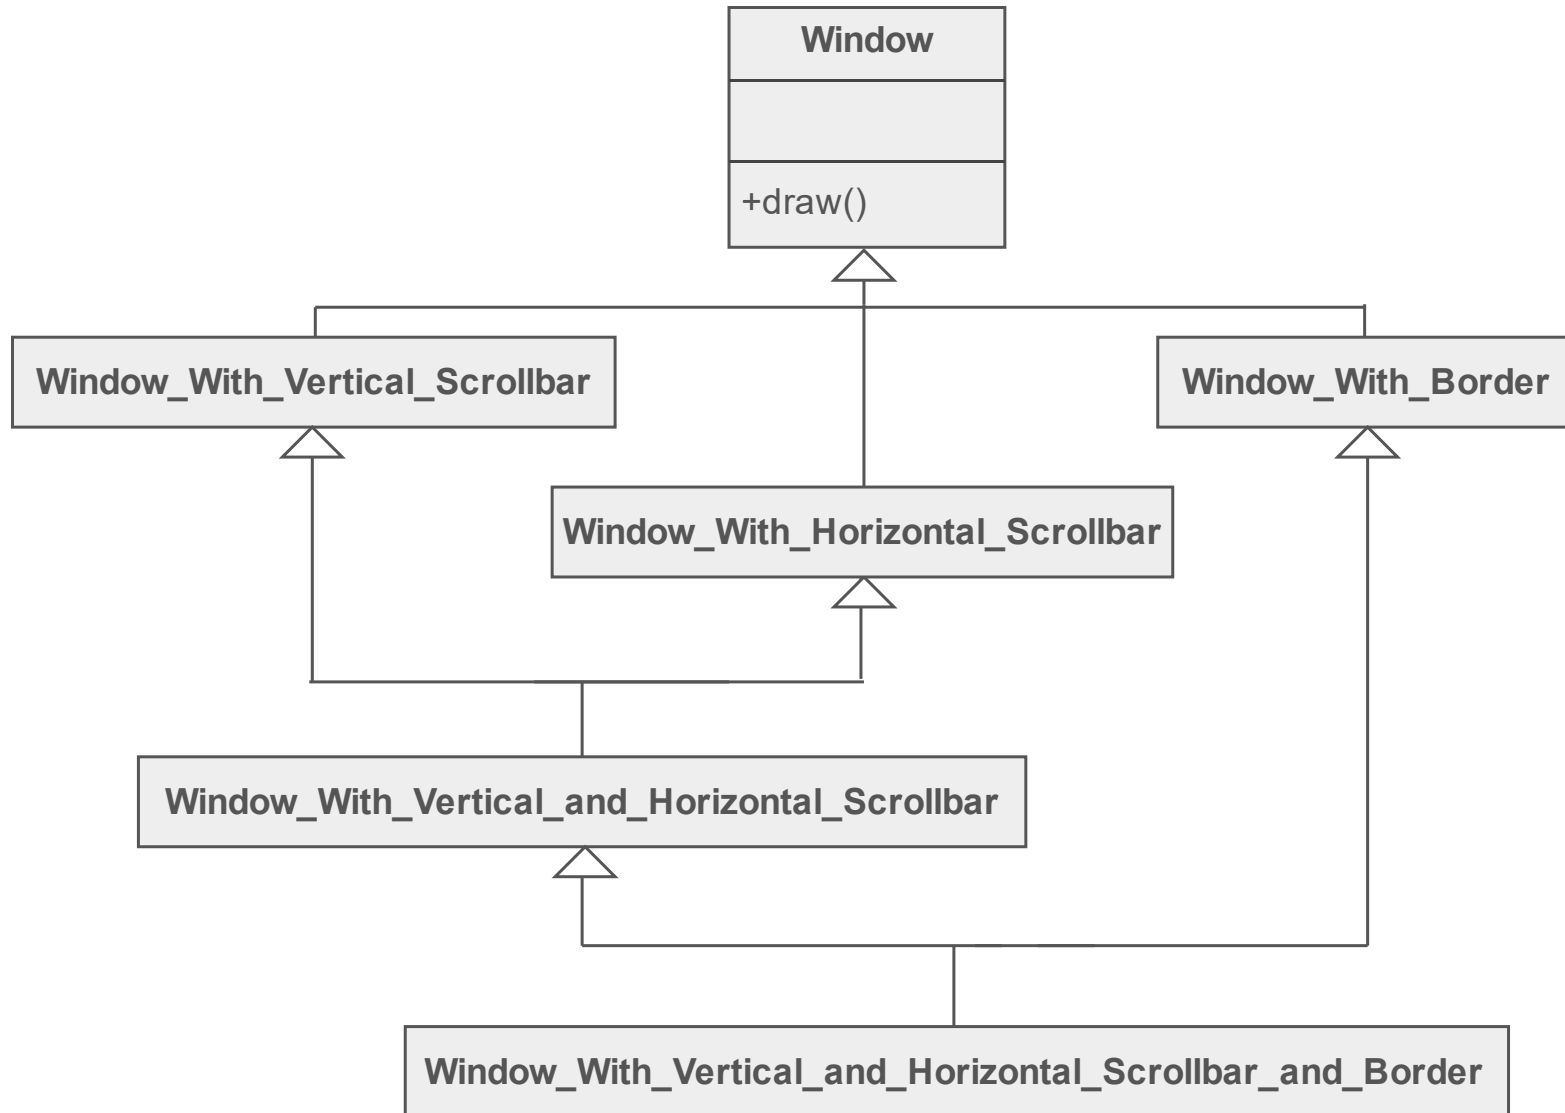 Window
+draw()
Window_With_Vertical_Scrollbar
Window_With_Border
Window_With_Horizontal_Scrollbar
Window_With_Vertical_and_Horizontal_Scrollbar
Window_With_Vertical_and_Horizontal_Scrollbar_and_Border